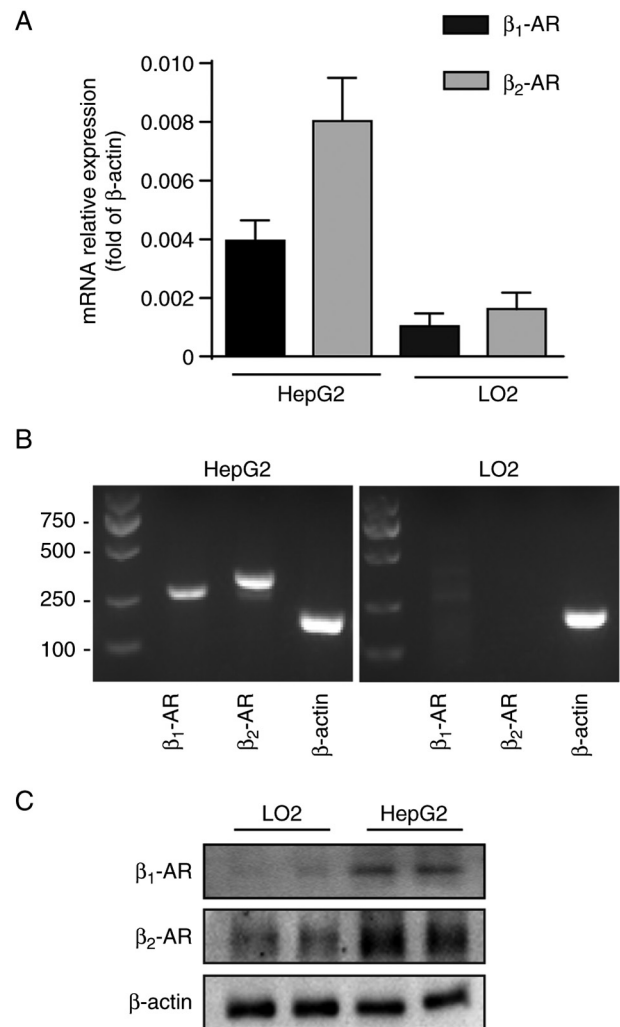 A
β1-AR
β2-AR
mRNA relative expression
(fold of β-actin)
0.010
0.008
0.006
0.004
0.002
0
HepG2
LO2
B
HepG2
LO2
750 -
500 -
250 -
100 -
β1-AR
β2-AR
β-actin
β1-AR
β2-AR
β-actin
C
LO2
HepG2
β1-AR
β2-AR
β-actin